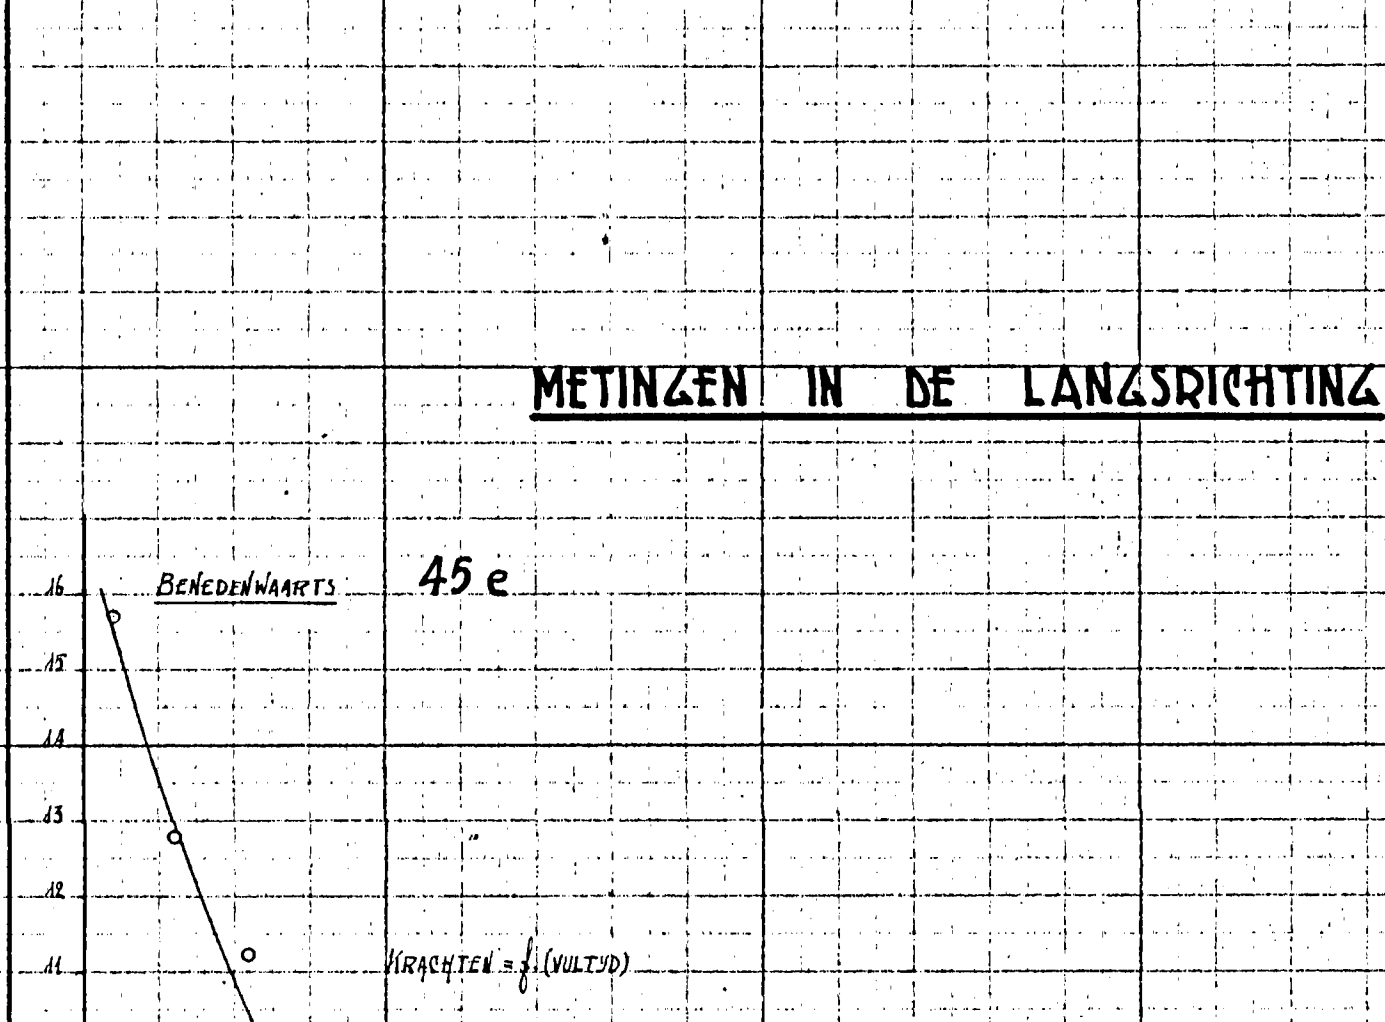 METINGEN IN DE LANGSRICHTING
BENEDENWAARTS 45 e
16
15
14
13
12
11
KRACHTEN = f. (VULTYD)